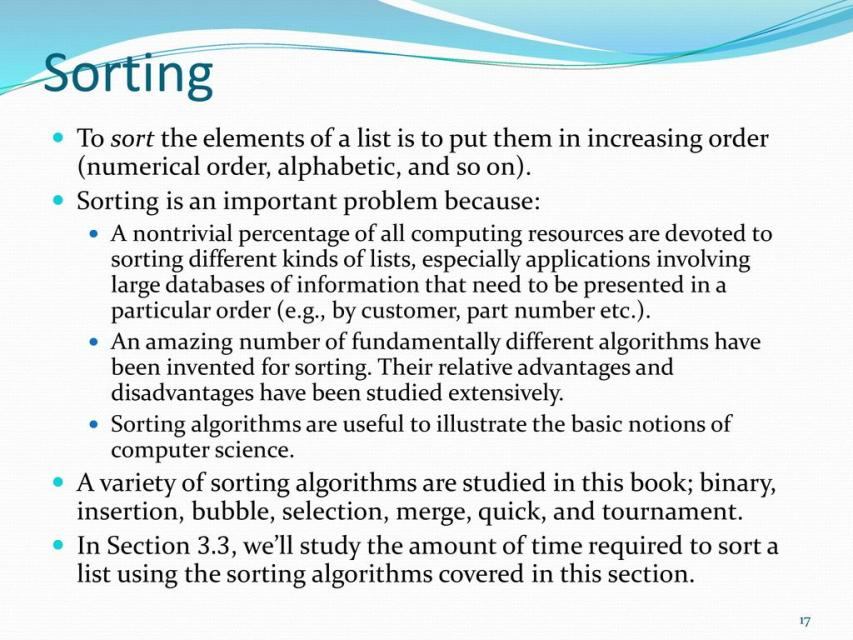 Sorting
To sort the elements of a list is to put them in increasing order
(numerical order, alphabetic, and so on).
Sorting is an important problem because:
A nontrivial percentage of all computing resources are devoted to
sorting different kinds of lists, especially applications involving
large databases of information that need to be presented in a
particular order (e.g., by customer, part number etc.).
An amazing number of fundamentally different algorithms have
been invented for sorting. Their relative advantages and
disadvantages have been studied extensively.
Sorting algorithms are useful to illustrate the basic notions of
computer science.
A variety of sorting algorithms are studied in this book; binary,
insertion, bubble, selection, merge, quick, and tournament.
In Section 3.3, we’ll study the amount of time required to sort a
list using the sorting algorithms covered in this section.
17